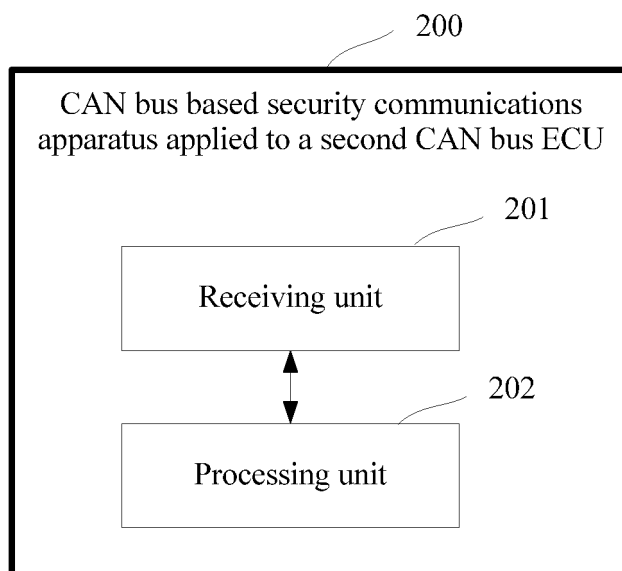 200
CAN bus based security communications
apparatus applied to a second CAN bus ECU
201
Receiving unit
202
Processing unit